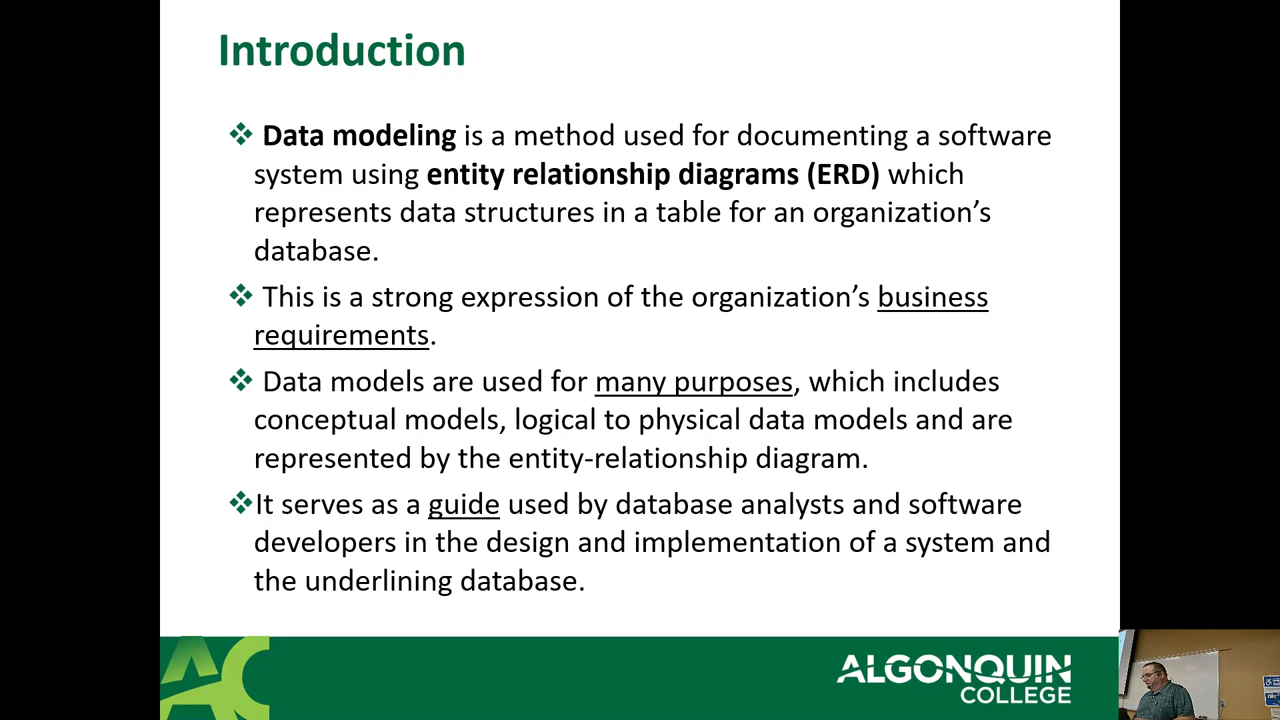 Introduction
❖ Data modeling is a method used for documenting a software
system using entity relationship diagrams (ERD) which
represents data structures in a table for an organization’s
database.
❖ This is a strong expression of the organization’s business
requirements.
❖ Data models are used for many purposes, which includes
conceptual models, logical to physical data models and are
represented by the entity-relationship diagram.
❖It serves as a guide used by database analysts and software
developers in the design and implementation of a system and
the underlining database.
AC
ALGONQUIN
COLLEGE